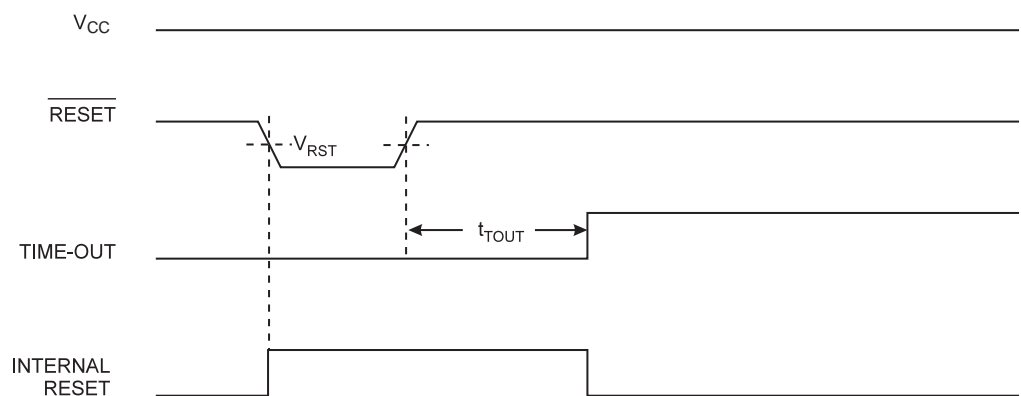 VCC
RESET
VRST
tTOUT
TIME-OUT
INTERNAL
RESET